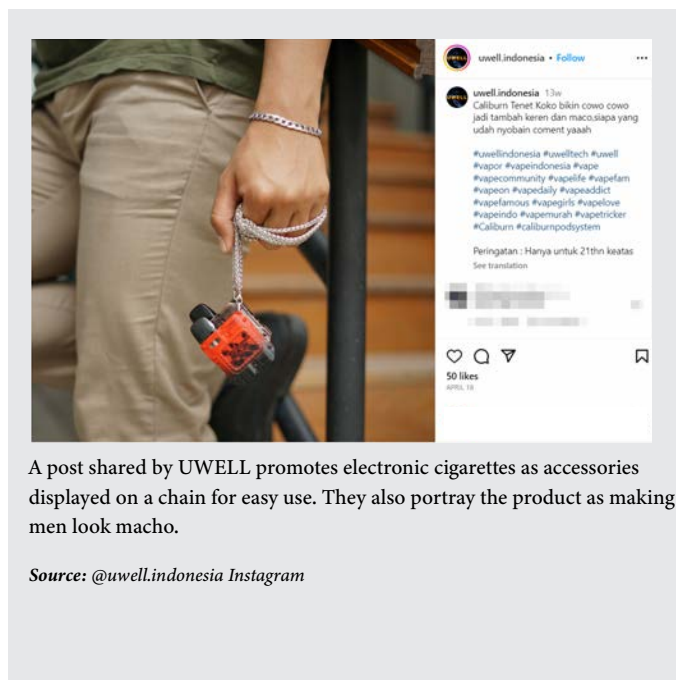 uwell.indonesia • Follow
uwell.indonesia 13w
Caliburn Tenet Koko bikin cowo cowo
jadi tambah keren dan maco,siapa yang
udah nyobain coment yaaah
#uwellindonesia #uwelltech #uwell
#vapor #vapeindonesia #vape
#vapecommunity #vapelife #vapefam
#vapeon #vapedaily #vapeaddict
#vapefamous #vapegirls #vapelove
#vapeindo #vapemurah #vapetricker
#Caliburn #caliburnpodsystem
Peringatan : Hanya untuk 21thn keatas
See translation
50 likes
APRIL 18
A post shared by UWELL promotes electronic cigarettes as accessories
displayed on a chain for easy use. They also portray the product as making
men look macho.
Source: @uwell.indonesia Instagram